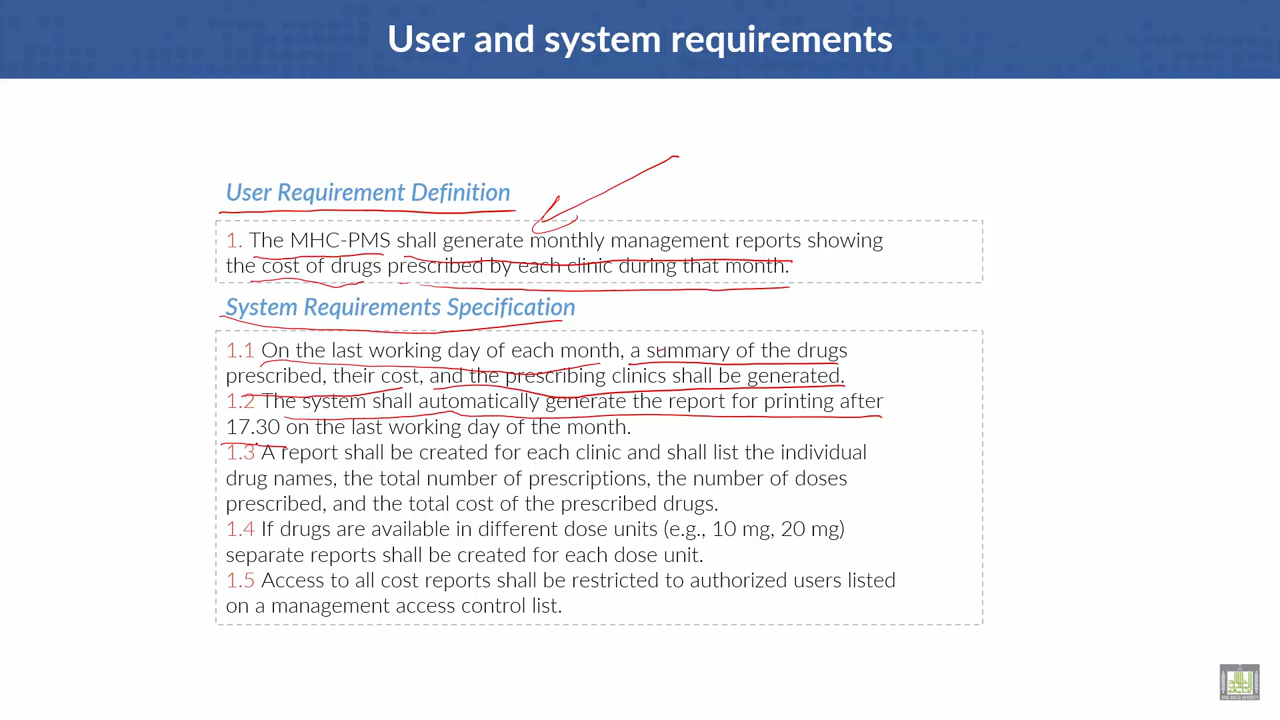 User and system requirements
User Requirement Definition
1. The MHC-PMS shall generate monthly management reports showing
the cost of drugs prescribed by each clinic during that month.
System Requirements Specification
1.1 On the last working day of each month, a summary of the drugs
prescribed, their cost, and the prescribing clinics shall be generated.
1.2 The system shall automatically generate the report for printing after
17.30 on the last working day of the month.
1.3 A report shall be created for each clinic and shall list the individual
drug names, the total number of prescriptions, the number of doses
prescribed, and the total cost of the prescribed drugs.
1.4 If drugs are available in different dose units (e.g., 10 mg, 20 mg)
separate reports shall be created for each dose unit.
1.5 Access to all cost reports shall be restricted to authorized users listed
on a management access control list.